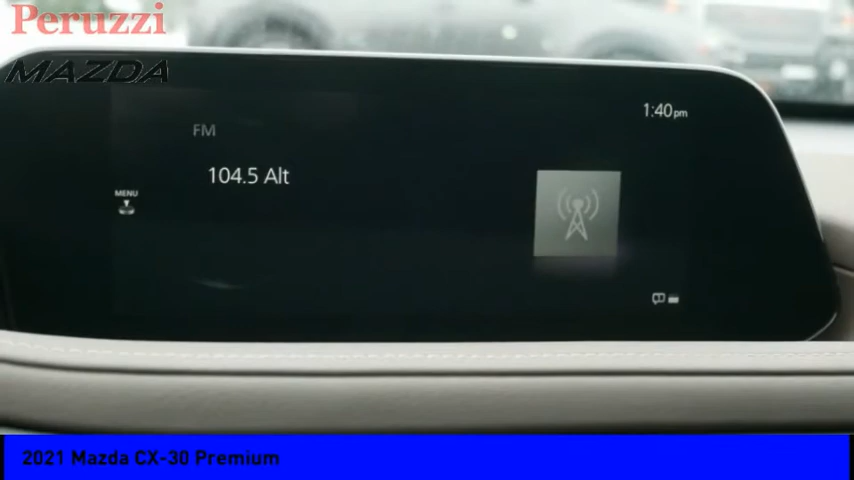 Peruzzi
MAZDA
1:40pm
FM
104.5 Alt
MENU
2021 Mazda CX-30 Premium